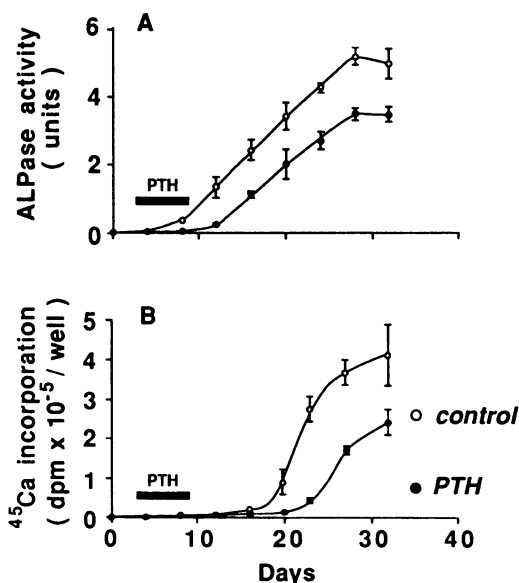 A
ALPase activity
( units )
6
4
2
0
PTH
B
45Ca incorporation
( dpm x 10-5 / well )
5
4
3
2
1
0
PTH
control
PTH
0
10
20
30
40
Days